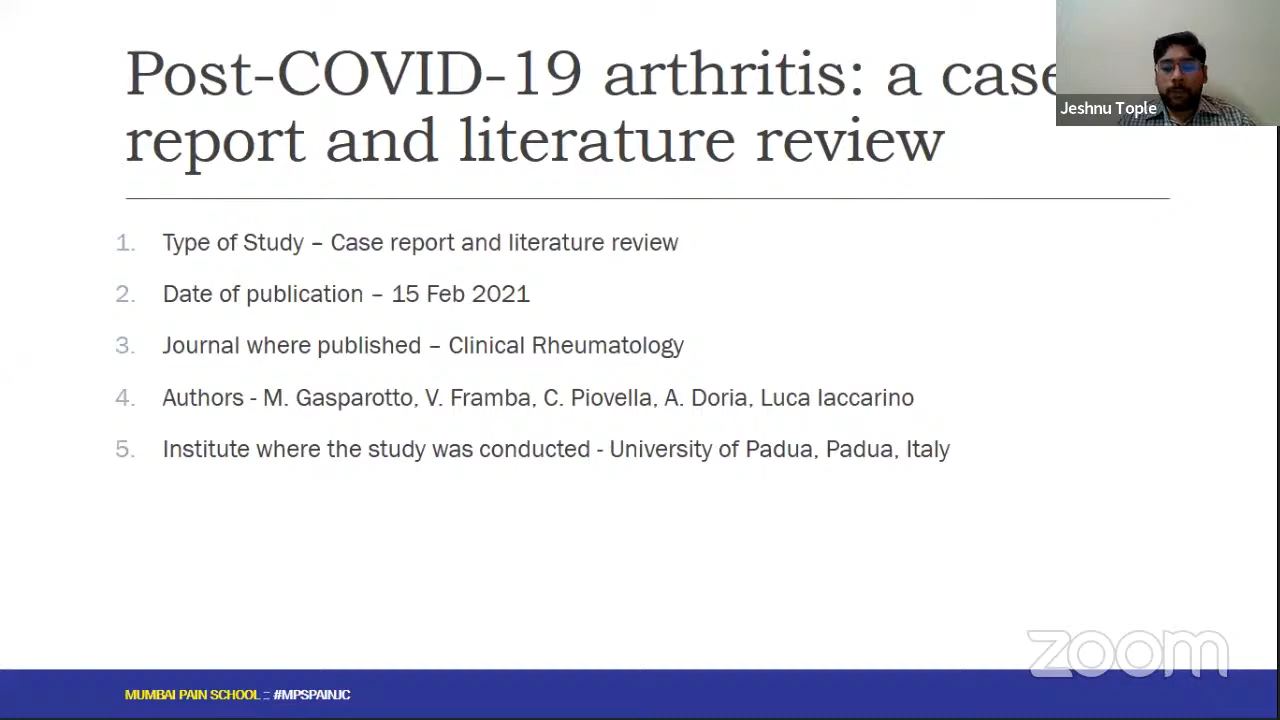 Post-COVID-19 arthritis: a case
report and literature review
Jeshnu Tople
1. Type of Study – Case report and literature review
2. Date of publication – 15 Feb 2021
3. Journal where published – Clinical Rheumatology
4. Authors - M. Gasparotto, V. Framba, C. Piovella, A. Doria, Luca Iaccarino
5. Institute where the study was conducted - University of Padua, Padua, Italy
zoom
MUMBAI PAIN SCHOOL :: #MPSPAINJC